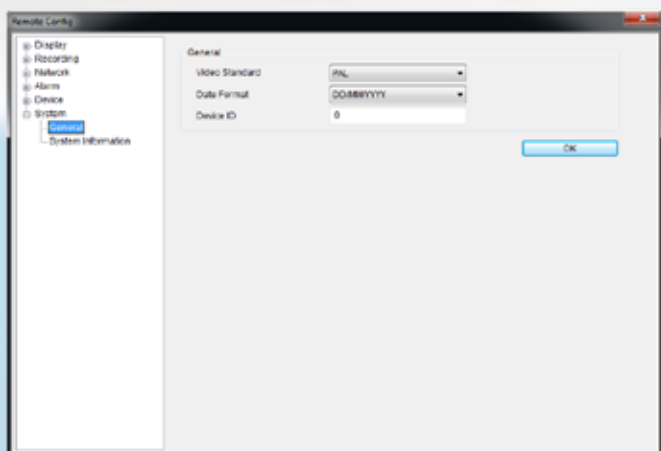 Remote Config
Display
Recording
Network
Alarm
Device
System
General
System Information
General
Video Standard
PAL
Date Format
DD/MM/YYYY
Device ID
0
OK